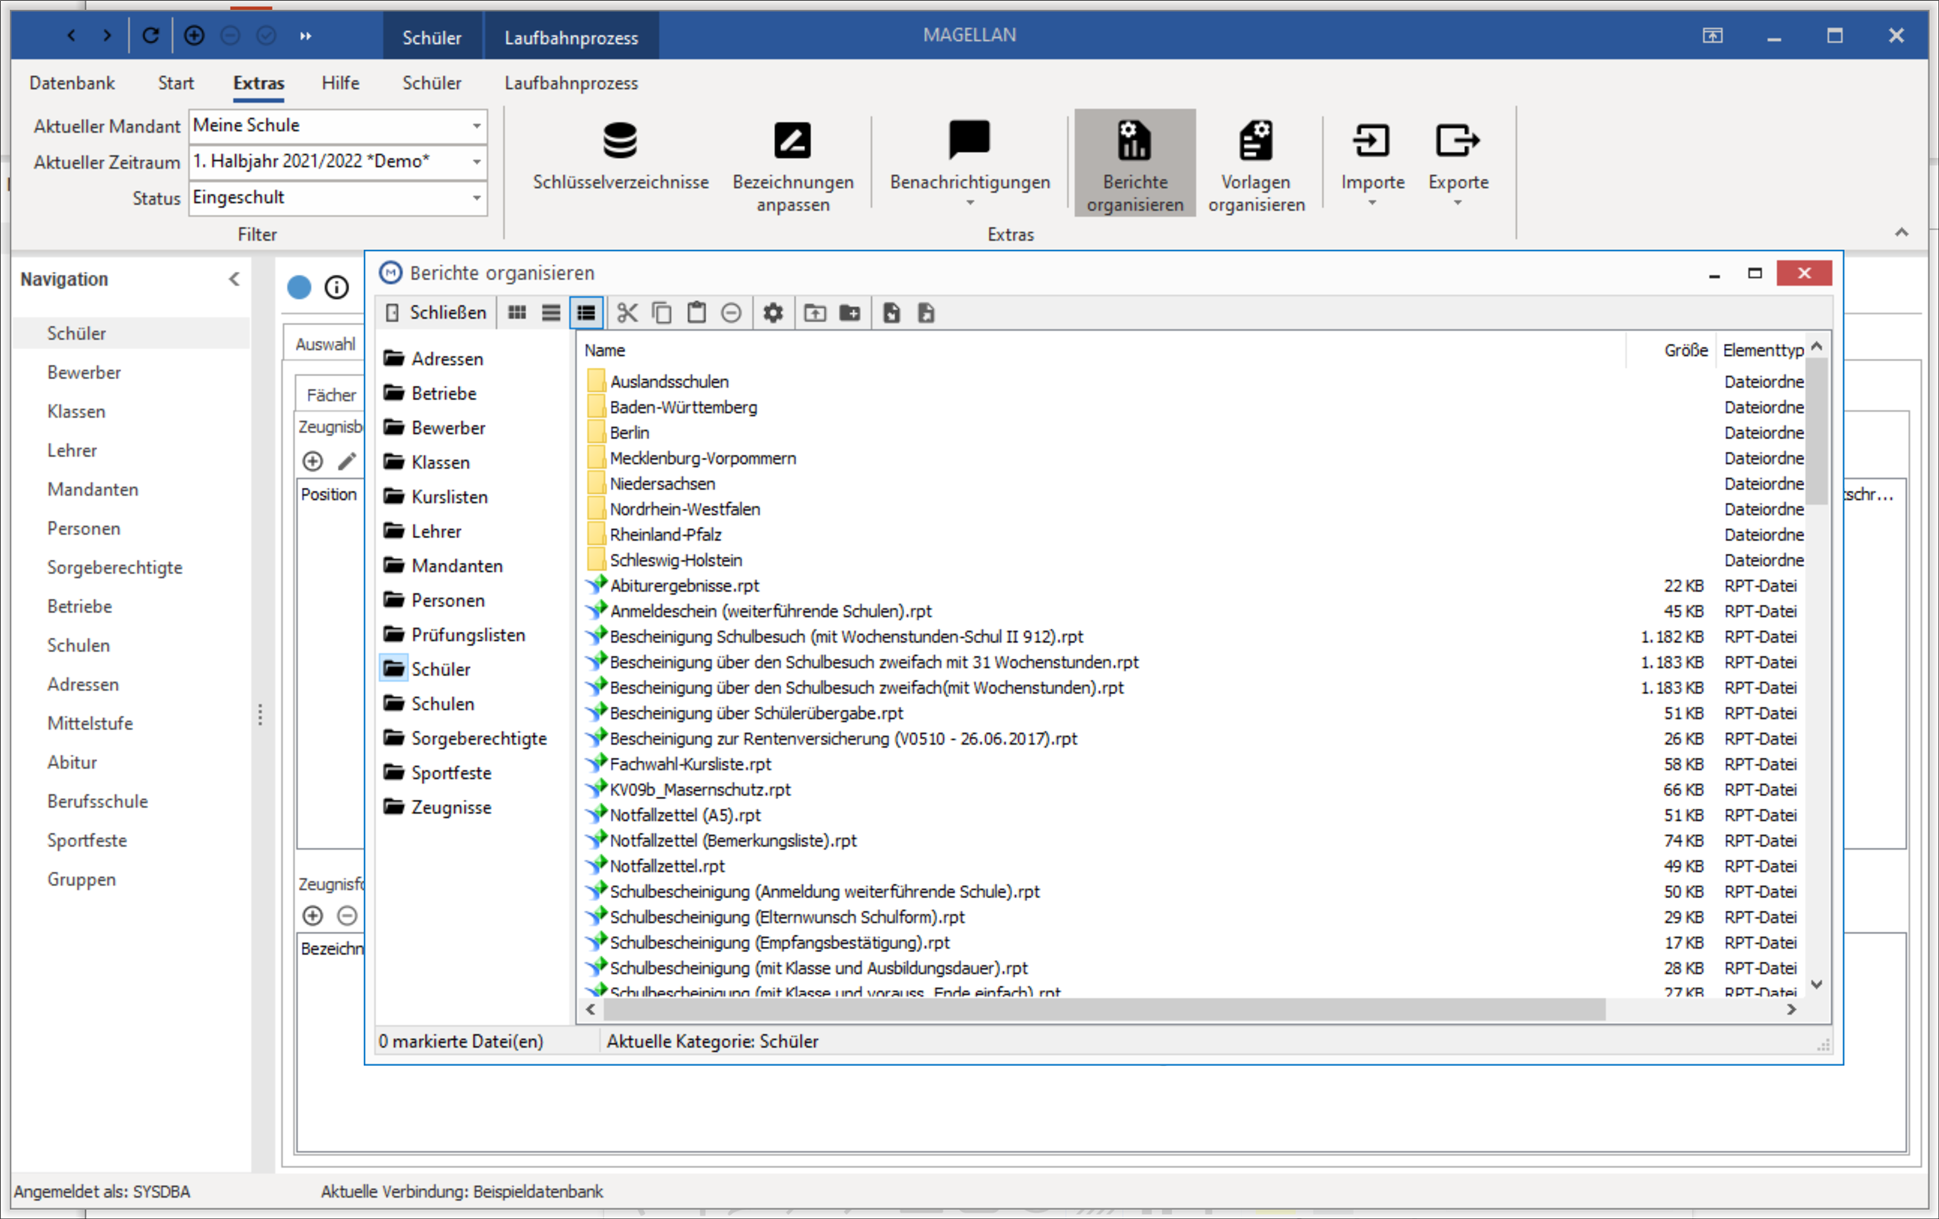 Schüler
Laufbahnprozess
MAGELLAN
Datenbank
Start
Extras
Hilfe
Schüler
Laufbahnprozess
Aktueller Mandant
Meine Schule
Aktueller Zeitraum
1. Halbjahr 2021/2022 *Demo*
Status
Eingeschult
Filter
Schlüsselverzeichnisse
Bezeichnungen
anpassen
Benachrichtigungen
Berichte
organisieren
Vorlagen
organisieren
Importe
Exporte
Extras
Navigation
Schüler
Bewerber
Klassen
Lehrer
Mandanten
Personen
Sorgeberechtigte
Betriebe
Schulen
Adressen
Mittelstufe
Abitur
Berufsschule
Sportfeste
Gruppen
Auswahl
Fächer
Zeugnisb
Position
Zeugnisfo
Bezeichn
Berichte organisieren
Schließen
Adressen
Betriebe
Bewerber
Klassen
Kurslisten
Lehrer
Mandanten
Personen
Prüfungslisten
Schüler
Schulen
Sorgeberechtigte
Sportfeste
Zeugnisse
Name Größe Elementtyp
Auslandsschulen Dateiordne
Baden-Württemberg Dateiordne
Berlin Dateiordne
Mecklenburg-Vorpommern Dateiordne
Niedersachsen Dateiordne
Nordrhein-Westfalen Dateiordne
Rheinland-Pfalz Dateiordne
Schleswig-Holstein Dateiordne
Abiturergebnisse.rpt 22 KB RPT-Datei
Anmeldeschein (weiterführende Schulen).rpt 45 KB RPT-Datei
Bescheinigung Schulbesuch (mit Wochenstunden-Schul II 912).rpt 1.182 KB RPT-Datei
Bescheinigung über den Schulbesuch zweifach mit 31 Wochenstunden.rpt 1.183 KB RPT-Datei
Bescheinigung über den Schulbesuch zweifach(mit Wochenstunden).rpt 1.183 KB RPT-Datei
Bescheinigung über Schülerübergabe.rpt 51 KB RPT-Datei
Bescheinigung zur Rentenversicherung (V0510 - 26.06.2017).rpt 26 KB RPT-Datei
Fachwahl-Kursliste.rpt 58 KB RPT-Datei
KV09b_Masernschutz.rpt 66 KB RPT-Datei
Notfallzettel (A5).rpt 51 KB RPT-Datei
Notfallzettel (Bemerkungsliste).rpt 74 KB RPT-Datei
Notfallzettel.rpt 49 KB RPT-Datei
Schulbescheinigung (Anmeldung weiterführende Schule).rpt 50 KB RPT-Datei
Schulbescheinigung (Elternwunsch Schulform).rpt 29 KB RPT-Datei
Schulbescheinigung (Empfangsbestätigung).rpt 17 KB RPT-Datei
Schulbescheinigung (mit Klasse und Ausbildungsdauer).rpt 28 KB RPT-Datei
Schulbescheinigung (mit Klasse und vorauss. Ende einfach).rpt 27 KB RPT-Datei
tschr...
0 markierte Datei(en)
Aktuelle Kategorie: Schüler
Angemeldet als: SYSDBA
Aktuelle Verbindung: Beispieldatenbank